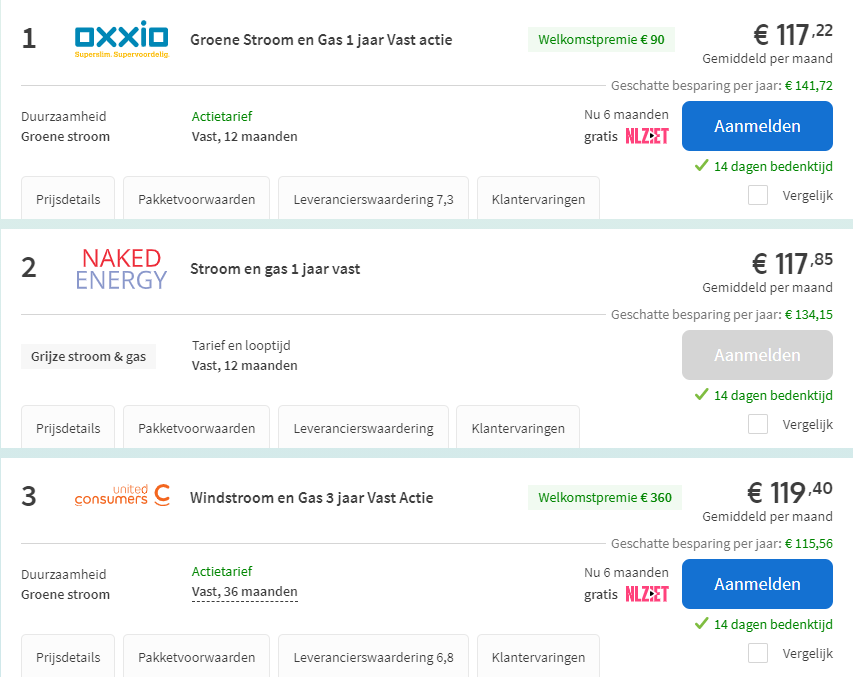 1
oxxio
Superslim. Supervoordelig.
Groene Stroom en Gas 1 jaar Vast actie
Welkomstpremie € 90
€ 117,22
Gemiddeld per maand
Geschatte besparing per jaar: € 141,72
Duurzaamheid
Groene stroom
Actietarief
Vast, 12 maanden
Nu 6 maanden
gratis NLZIET
Aanmelden
14 dagen bedenktijd
Vergelijk
Prijsdetails
Pakketvoorwaarden
Leverancierswaardering 7,3
Klantervaringen
2
NAKED
ENERGY
Stroom en gas 1 jaar vast
€ 117,85
Gemiddeld per maand
Geschatte besparing per jaar: € 134,15
Grijze stroom & gas
Tarief en looptijd
Vast, 12 maanden
Aanmelden
14 dagen bedenktijd
Vergelijk
Prijsdetails
Pakketvoorwaarden
Leverancierswaardering
Klantervaringen
3
united
consumers
Windstroom en Gas 3 jaar Vast Actie
Welkomstpremie € 360
€ 119,40
Gemiddeld per maand
Geschatte besparing per jaar: € 115,56
Duurzaamheid
Groene stroom
Actietarief
Vast, 36 maanden
Nu 6 maanden
gratis NLZIET
Aanmelden
14 dagen bedenktijd
Vergelijk
Prijsdetails
Pakketvoorwaarden
Leverancierswaardering 6,8
Klantervaringen